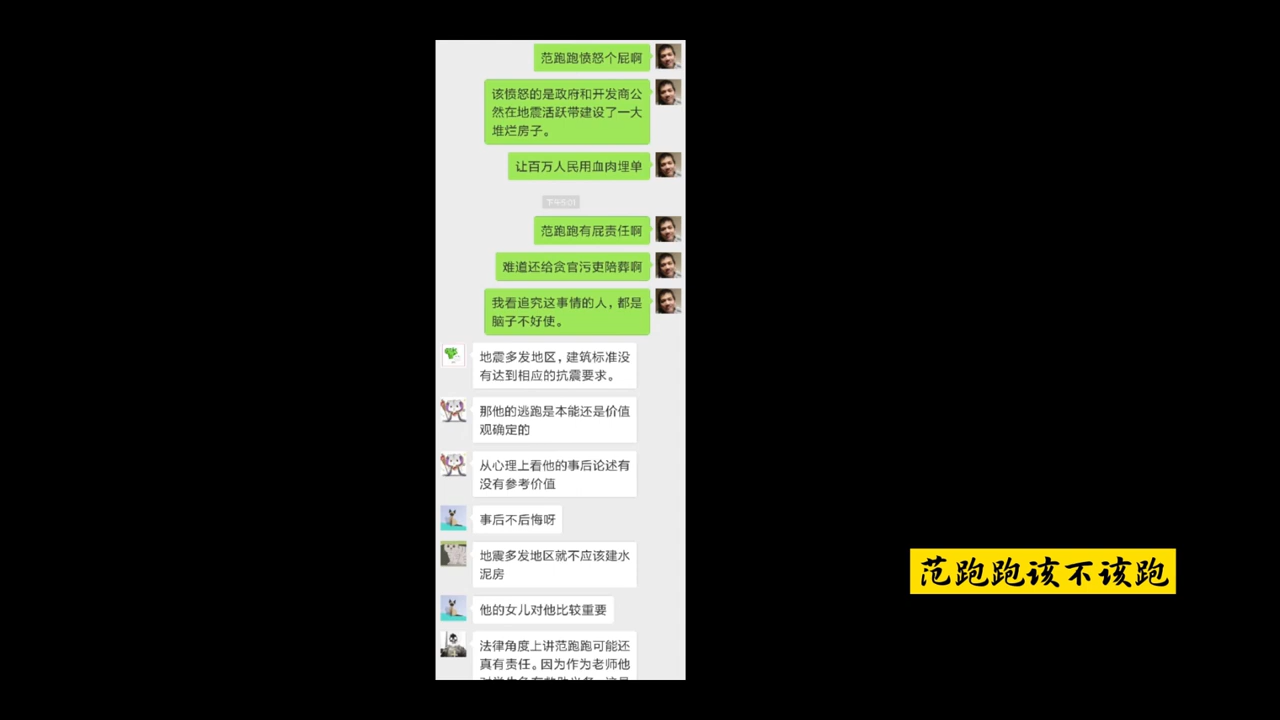 范跑跑愤怒个屁啊
该愤怒的是政府和开发商公
然在地震活跃带建设了一大
堆烂房子。
让百万人民用血肉埋单
下午5:01
范跑跑有屁责任啊
难道还给贪官污吏陪葬啊
我看追究这事情的人，都是
脑子不好使。
地震多发地区，建筑标准没
有达到相应的抗震要求。
那他的逃跑是本能还是价值
观确定的
从心理上看他的事后论述有
没有参考价值
事后不后悔呀
地震多发地区就不应该建水
泥房
他的女儿对他比较重要
法律角度上讲范跑跑可能还
真有责任。因为作为老师他
范跑跑该不该跑